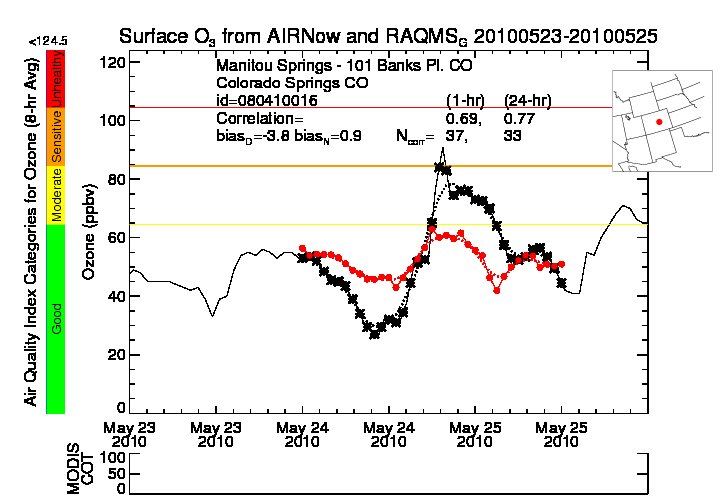 Surface O3 from AIRNow and RAQMSG 20100523-20100525
<124.5
Air Quality Index Categories for Ozone (8-hr Avg)
Good Moderate Sensitive Unhealthy
Ozone (ppbv)
120
100
80
60
40
20
0
Manitou Springs - 101 Banks Pl. CO
Colorado Springs CO
id=080410016 (1-hr) (24-hr)
Correlation= 0.69, 0.77
biasD=-3.8 biasN=0.9 Ncorr= 37, 33
May 23 May 23 May 24 May 24 May 25 May 25
2010 2010 2010 2010 2010 2010
MODIS
COT
100
50
0